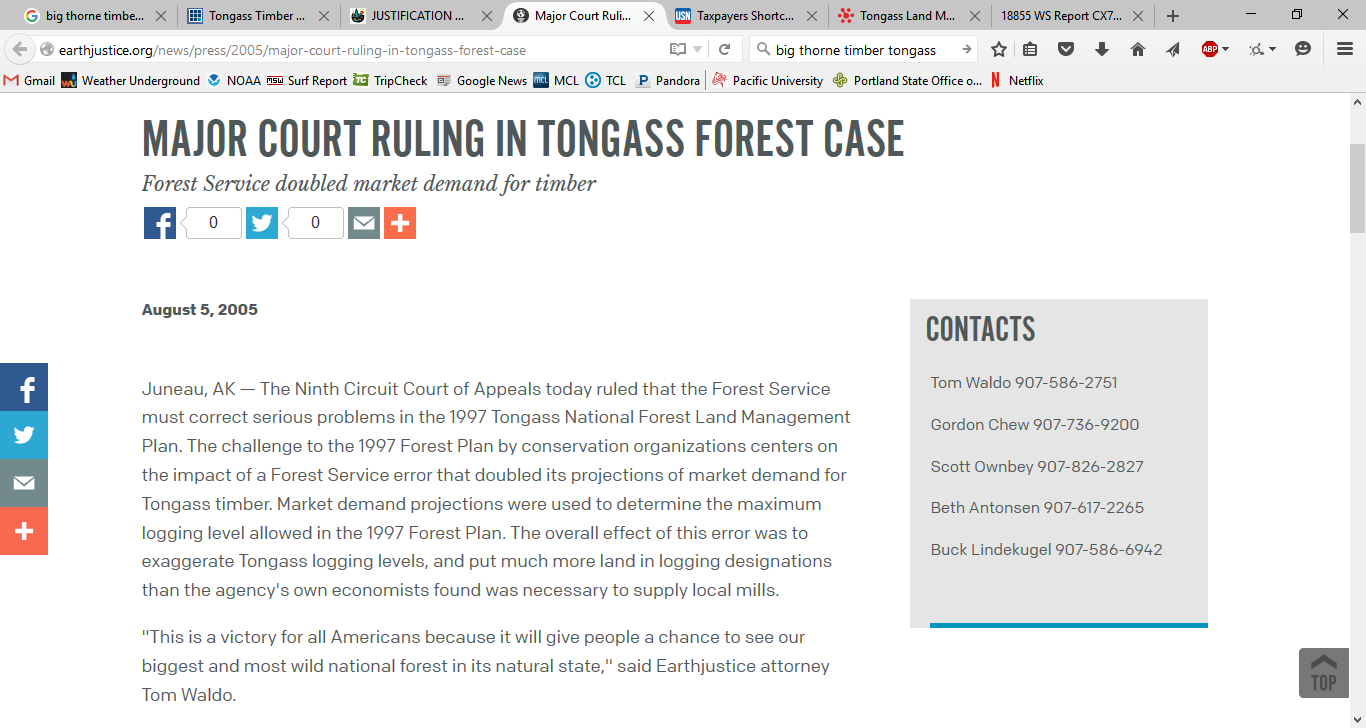 big thorne timbe...
Tongass Timber ...
JUSTIFICATION ...
Major Court Ruli...
USN
Taxpayers Shortc...
Tongass Land M...
18855 WS Report CX7...
earthjustice.org/news/press/2005/major-court-ruling-in-tongass-forest-case
big thorne timber tongass
ABP
Gmail
Weather Underground
NOAA
Surf Report
TripCheck
Google News
MCL
TCL
P
Pandora
Pacific University
Portland State Office o...
N
Netflix
MAJOR COURT RULING IN TONGASS FOREST CASE
Forest Service doubled market demand for timber
f 0 0 +
August 5, 2005
Juneau, AK — The Ninth Circuit Court of Appeals today ruled that the Forest Service
must correct serious problems in the 1997 Tongass National Forest Land Management
Plan. The challenge to the 1997 Forest Plan by conservation organizations centers on
the impact of a Forest Service error that doubled its projections of market demand for
Tongass timber. Market demand projections were used to determine the maximum
logging level allowed in the 1997 Forest Plan. The overall effect of this error was to
exaggerate Tongass logging levels, and put much more land in logging designations
than the agency's own economists found was necessary to supply local mills.
"This is a victory for all Americans because it will give people a chance to see our
biggest and most wild national forest in its natural state," said Earthjustice attorney
Tom Waldo.
CONTACTS
Tom Waldo 907-586-2751
Gordon Chew 907-736-9200
Scott Ownbey 907-826-2827
Beth Antonsen 907-617-2265
Buck Lindekugel 907-586-6942
f
+
TOP